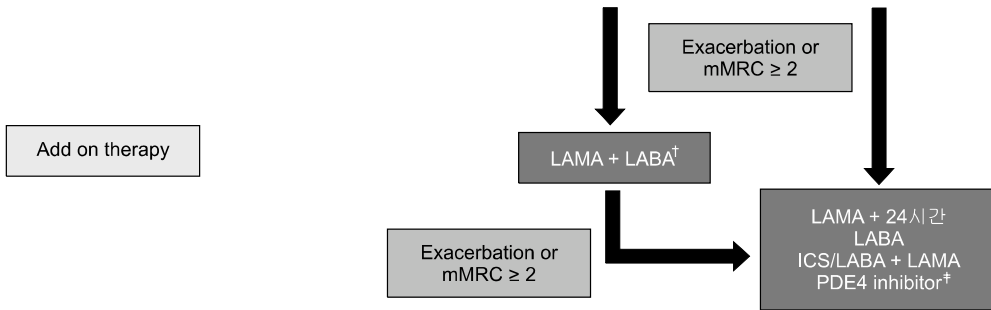 Exacerbation or
mMRC ≥ 2
Add on therapy
LAMA + LABA†
LAMA + 24시간
LABA
ICS/LABA + LAMA
PDE4 inhibitor‡
Exacerbation or
mMRC ≥ 2